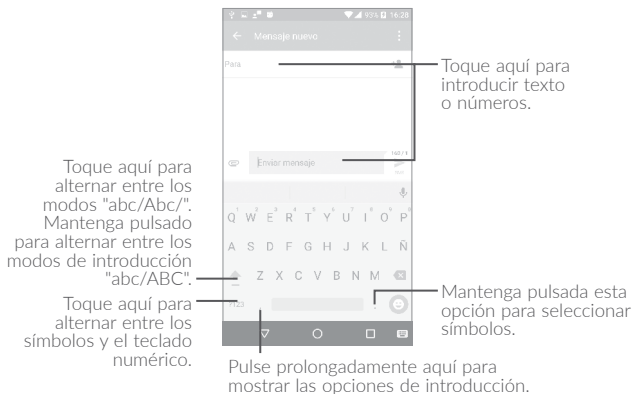 93% 16:28
Mensaje nuevo
Para
Toque aquí para
introducir texto
o números.
Enviar mensaje
Toque aquí para
alternar entre los
modos "abc/Abc/".
Mantenga pulsado
para alternar entre los
modos de introducción
"abc/ABC".
Q W E R T Y U I O P
A S D F G H J K L Ñ
Z X C V B N M
?123
Toque aquí para
alternar entre los
símbolos y el teclado
numérico.
Mantenga pulsada esta
opción para seleccionar
símbolos.
Pulse prolongadamente aquí para
mostrar las opciones de introducción.